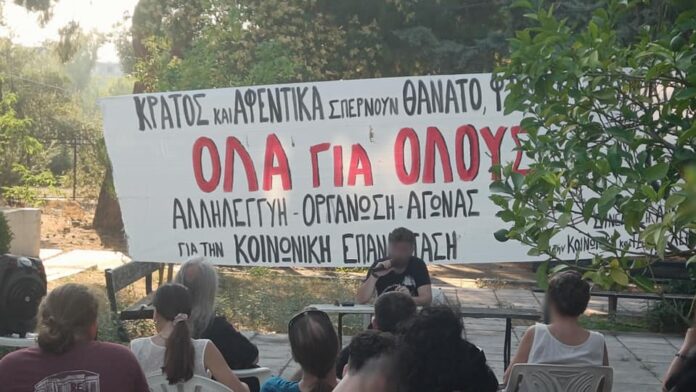 ΚΡΑΤΟΣ ΚΑΙ ΑΦΕΝΤΙΚΑ ΣΠΕΡΝΟΥΝ ΘΑΝΑΤΟ,
ΟΛΑ ΓΙΑ ΟΛΟΥΣ
ΑΛΛΗΛΕΓΓΥΗ - ΟΡΓΑΝΩΣΗ - ΑΓΩΝΑΣ
ΓΙΑ ΤΗΝ ΚΟΙΝΩΝΙΚΗ ΕΠΑΝΑΣΤΑΣΗ